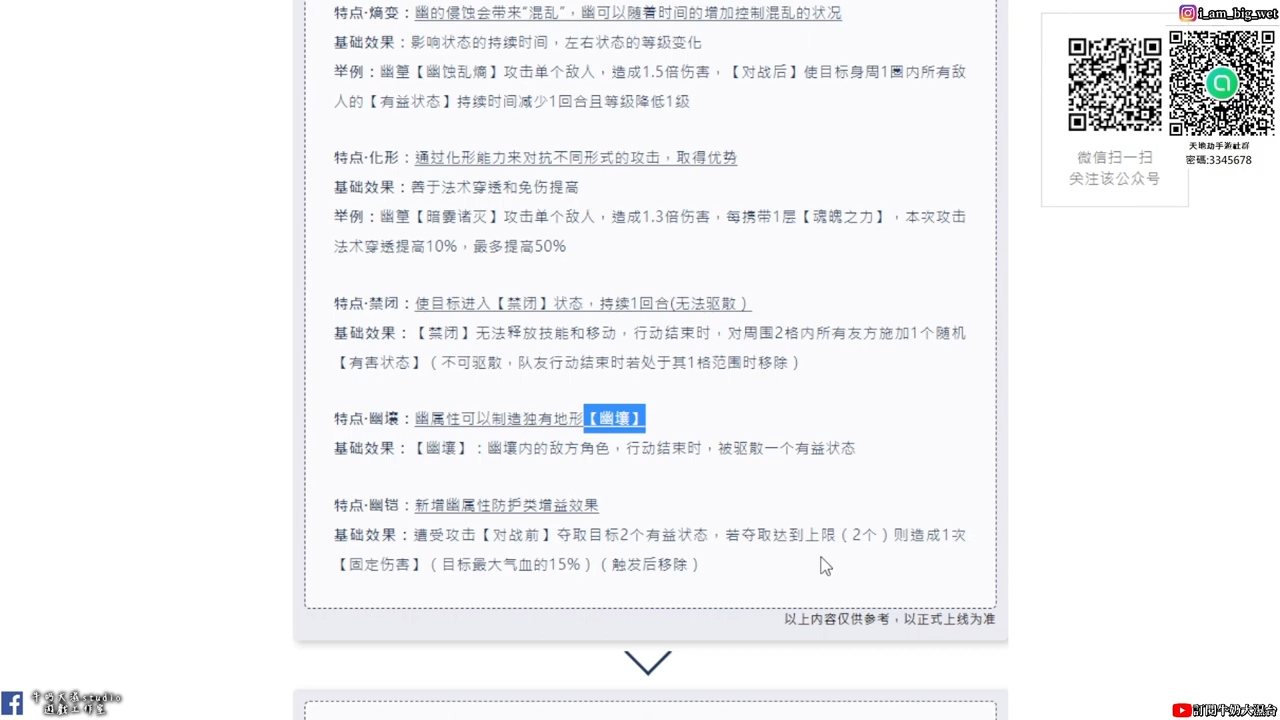 特点·熵变：幽的侵蚀会带来“混乱”，幽可以随着时间的增加控制混乱的状况
基础效果：影响状态的持续时间，左右状态的等级变化
举例：幽篁【幽蚀乱熵】攻击单个敌人，造成1.5倍伤害，【对战后】使目标身周1圈内所有敌
人的【有益状态】持续时间减少1回合且等级降低1级
特点·化形：通过化形能力来对抗不同形式的攻击，取得优势
基础效果：善于法术穿透和免伤提高
举例：幽篁【暗霎诸灭】攻击单个敌人，造成1.3倍伤害，每携带1层【魂魄之力】，本次攻击
法术穿透提高10%，最多提高50%
特点·禁闭：使目标进入【禁闭】状态，持续1回合(无法驱散）
基础效果：【禁闭】无法释放技能和移动，行动结束时，对周围2格内所有友方施加1个随机
【有害状态】（不可驱散，队友行动结束时若处于其1格范围时移除）
特点·幽壤：幽属性可以制造独有地形【幽壤】
基础效果：【幽壤】：幽壤内的敌方角色，行动结束时，被驱散一个有益状态
特点·幽铠：新增幽属性防护类增益效果
基础效果：遭受攻击【对战前】夺取目标2个有益状态，若夺取达到上限（2个）则造成1次
【固定伤害】（目标最大气血的15%）（触发后移除）
以上内容仅供参考，以正式上线为准
i_am_big_wet
天地劫手游社群
密碼:3345678
微信扫一扫
关注该公众号
牛奶大濕studio
遊戲工作室
訂閱牛奶大濕台